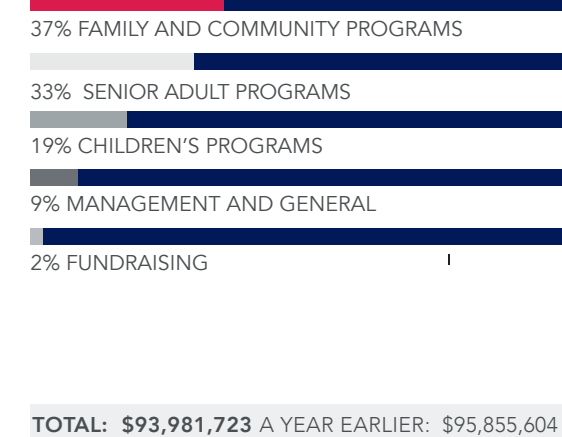 37% FAMILY AND COMMUNITY PROGRAMS
33% SENIOR ADULT PROGRAMS
19% CHILDREN'S PROGRAMS
9% MANAGEMENT AND GENERAL
2% FUNDRAISING
TOTAL: $93,981,723 A YEAR EARLIER: $95,855,604